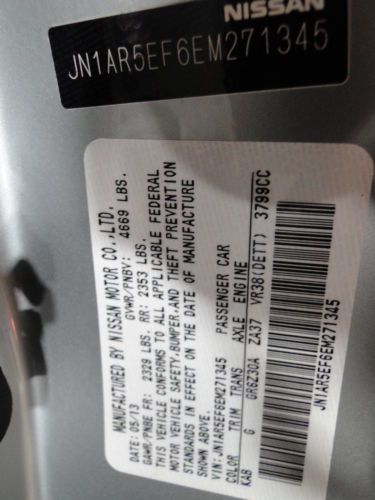 NISSAN
JN1AR5EF6EM271345
MANUFACTURED BY NISSAN MOTOR CO.,LTD.
DATE: 05/13 GVWR/PNBV: 4669 LBS.
GAWR/PNBE FR: 2329 LBS. RR: 2353 LBS.
THIS VEHICLE CONFORMS TO ALL APPLICABLE FEDERAL
MOTOR VEHICLE SAFETY,BUMPER,AND THEFT PREVENTION
STANDARDS IN EFFECT ON THE DATE OF MANUFACTURE
SHOWN ABOVE.
VIN:JN1AR5EF6EM271345 PASSENGER CAR
COLOR TRIM TRANS AXLE ENGINE
KAB G GR6Z30A ZA37 VR38(DETT) 3799CC
JN1AR5EF6EM271345